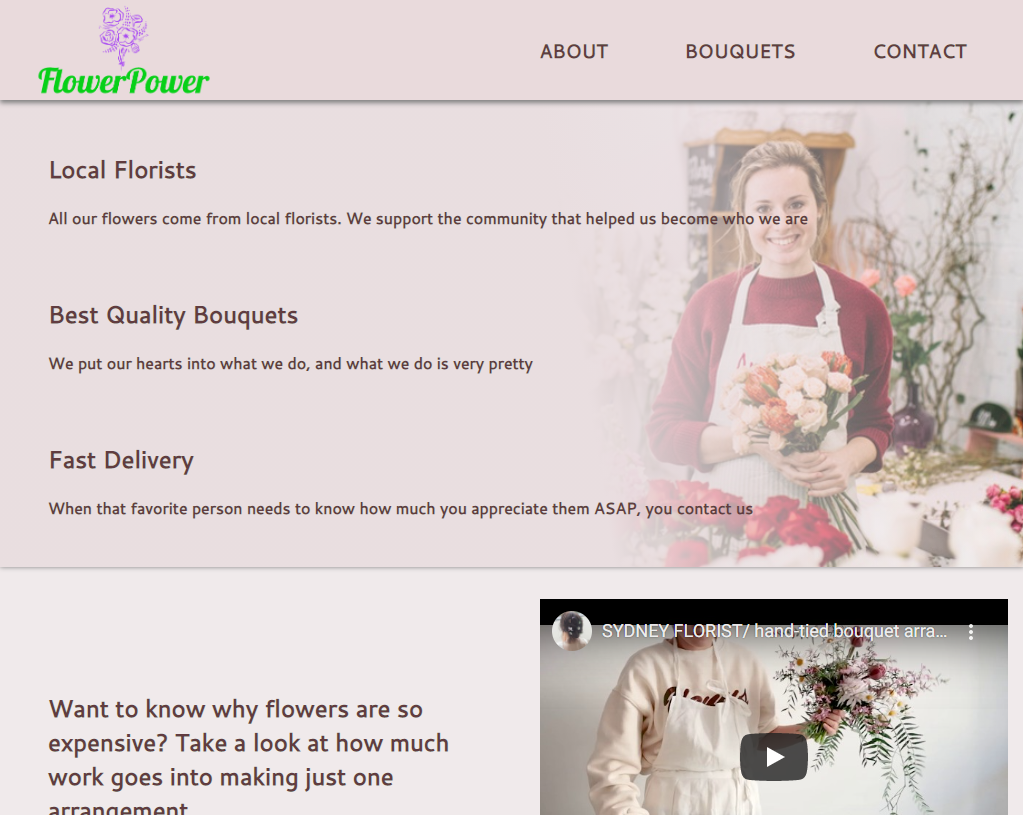 FlowerPower
ABOUT BOUQUETS CONTACT
Local Florists
All our flowers come from local florists. We support the community that helped us become who we are
Best Quality Bouquets
We put our hearts into what we do, and what we do is very pretty
Fast Delivery
When that favorite person needs to know how much you appreciate them ASAP, you contact us
SYDNEY FLORIST/ hand-tied bouquet arra...
Want to know why flowers are so
expensive? Take a look at how much
work goes into making just one
arrangement